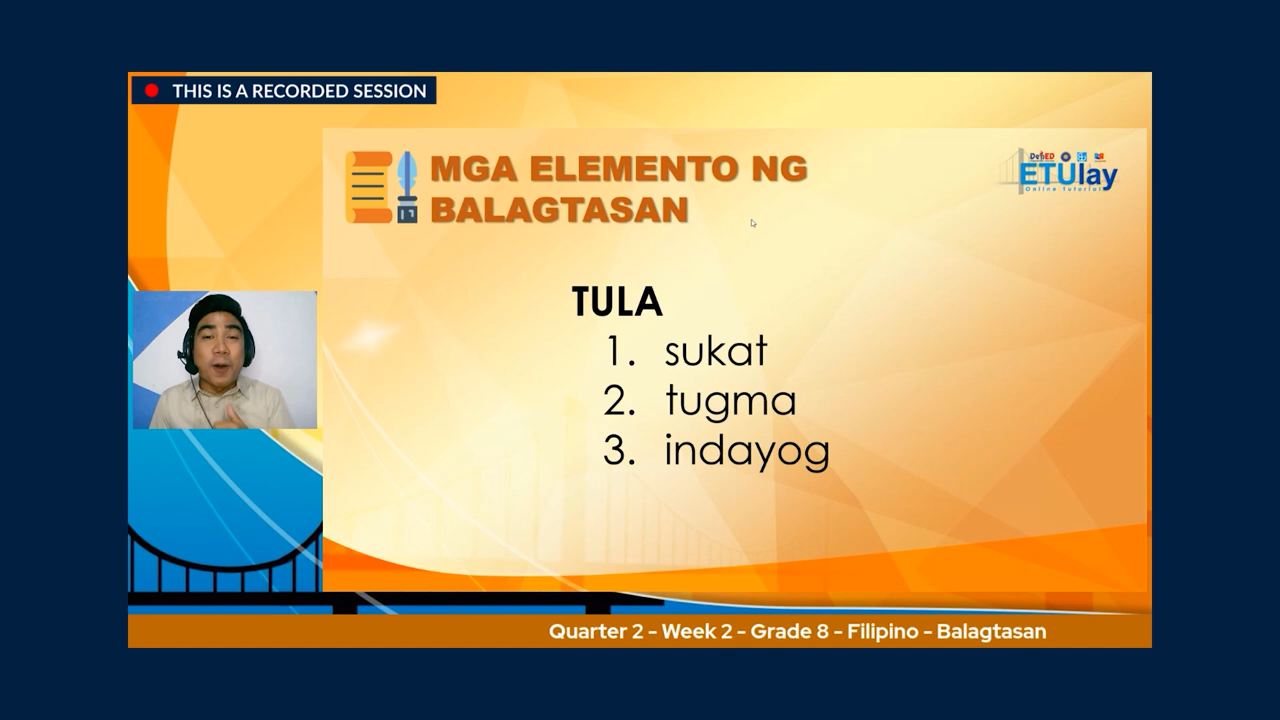 THIS IS A RECORDED SESSION
MGA ELEMENTO NG
BALAGTASAN
DepED
ETUlay
Online Tutorial
TULA
1. sukat
2. tugma
3. indayog
Quarter 2 - Week 2 - Grade 8 - Filipino - Balagtasan